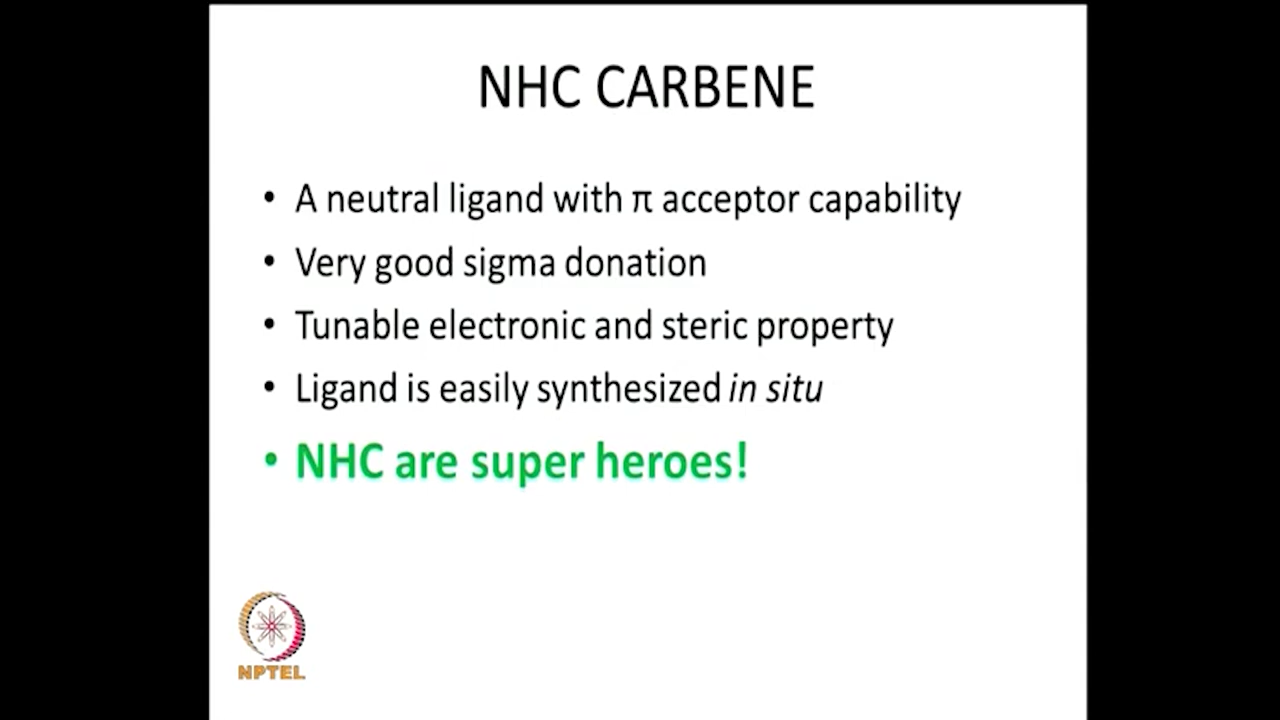 NHC CARBENE
• A neutral ligand with π acceptor capability
• Very good sigma donation
• Tunable electronic and steric property
• Ligand is easily synthesized in situ
• NHC are super heroes!
NPTEL